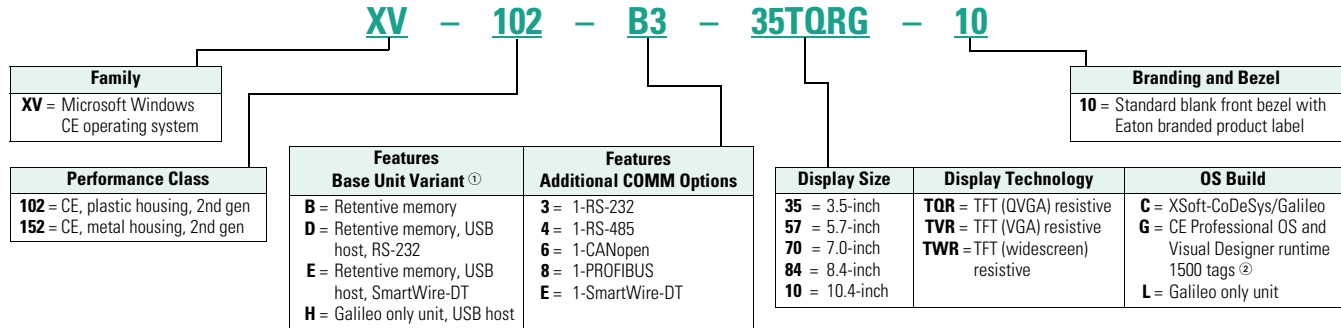 XV – 102 – B3 – 35TQRG – 10
Family
XV = Microsoft Windows
CE operating system
Branding and Bezel
10 = Standard blank front bezel with
Eaton branded product label
Performance Class
102 = CE, plastic housing, 2nd gen
152 = CE, metal housing, 2nd gen
Features
Base Unit Variant ①
B = Retentive memory
D = Retentive memory, USB
host, RS-232
E = Retentive memory, USB
host, SmartWire-DT
H = Galileo only unit, USB host
Features
Additional COMM Options
3 = 1-RS-232
4 = 1-RS-485
6 = 1-CANopen
8 = 1-PROFIBUS
E = 1-SmartWire-DT
Display Size
35 = 3.5-inch
57 = 5.7-inch
70 = 7.0-inch
84 = 8.4-inch
10 = 10.4-inch
Display Technology
TQR = TFT (QVGA) resistive
TVR = TFT (VGA) resistive
TWR = TFT (widescreen)
resistive
OS Build
C = XSoft-CoDeSys/Galileo
G = CE Professional OS and
Visual Designer runtime
1500 tags ②
L = Galileo only unit